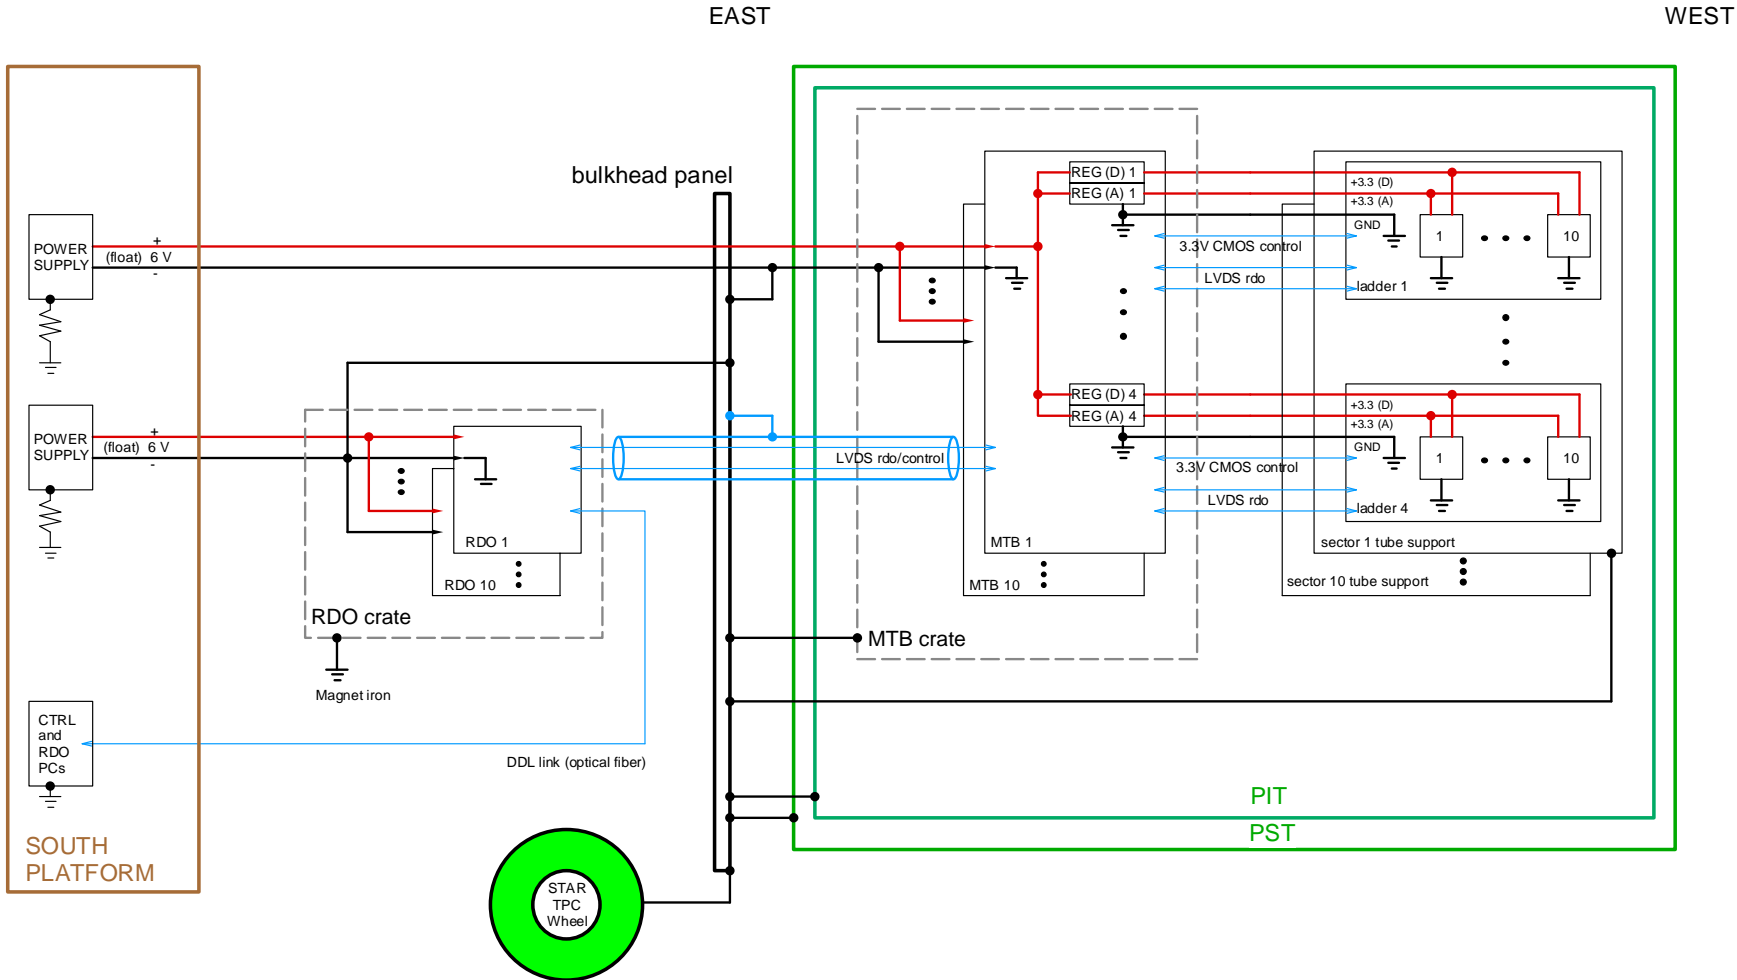 EAST
WEST
bulkhead panel
POWER
SUPPLY
+
(float) 6 V
-
POWER
SUPPLY
+
(float) 6 V
-
CTRL
and
RDO
PCs
SOUTH
PLATFORM
RDO 1
RDO 10
RDO crate
Magnet iron
DDL link (optical fiber)
STAR
TPC
Wheel
LVDS rdo/control
REG (D) 1
REG (A) 1
REG (D) 4
REG (A) 4
MTB 1
MTB 10
MTB crate
3.3V CMOS control
LVDS rdo
3.3V CMOS control
LVDS rdo
+3.3 (D)
+3.3 (A)
GND
1
10
ladder 1
+3.3 (D)
+3.3 (A)
GND
1
10
ladder 4
sector 1 tube support
sector 10 tube support
PIT
PST